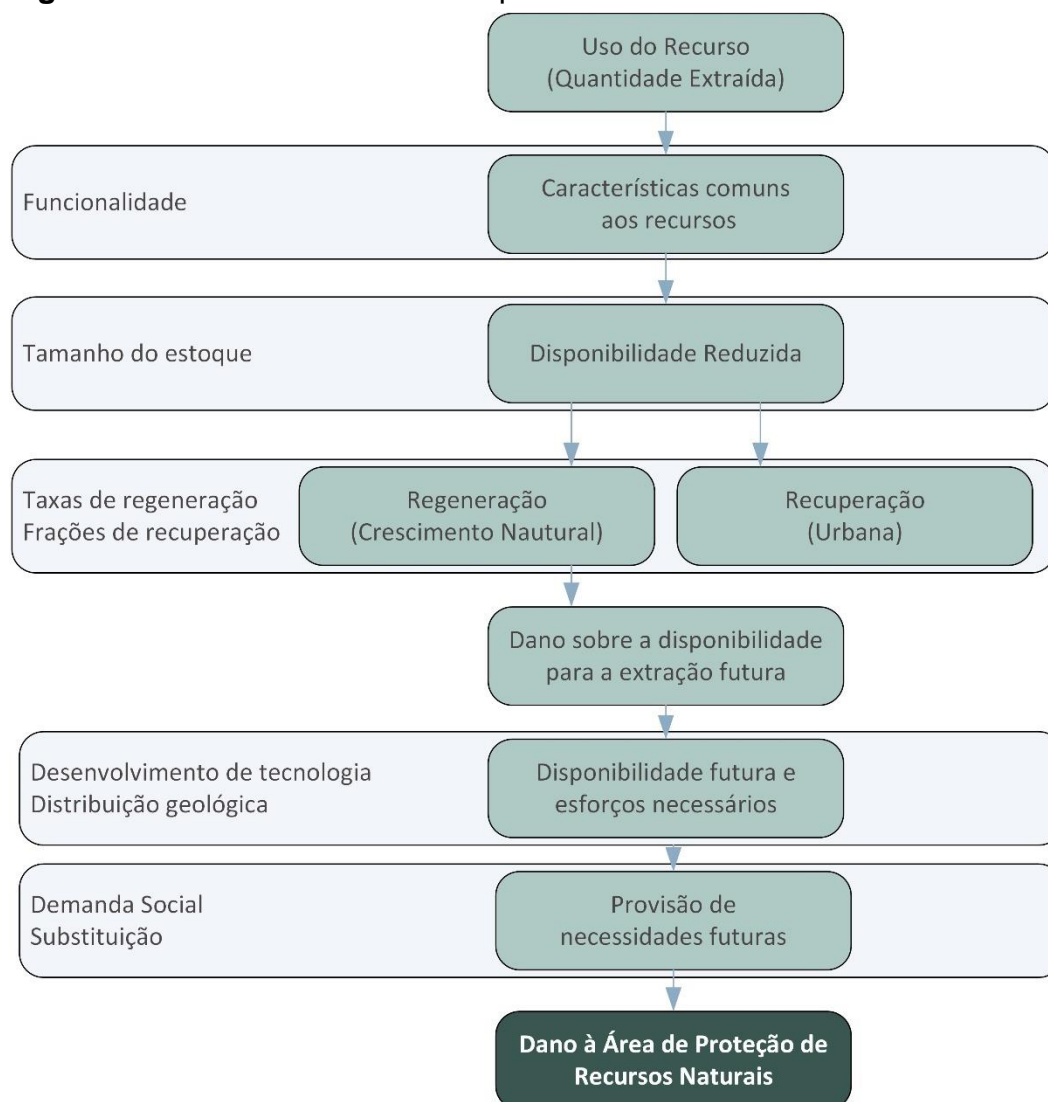 Uso do Recurso
(Quantidade Extraída)
Funcionalidade
Características comuns
aos recursos
Tamanho do estoque
Disponibilidade Reduzida
Taxas de regeneração
Frações de recuperação
Regeneração
(Crescimento Nautural)
Recuperação
(Urbana)
Dano sobre a disponibilidade
para a extração futura
Desenvolvimento de tecnologia
Distribuição geológica
Disponibilidade futura e
esforços necessários
Demanda Social
Substituição
Provisão de
necessidades futuras
Dano à Área de Proteção de
Recursos Naturais